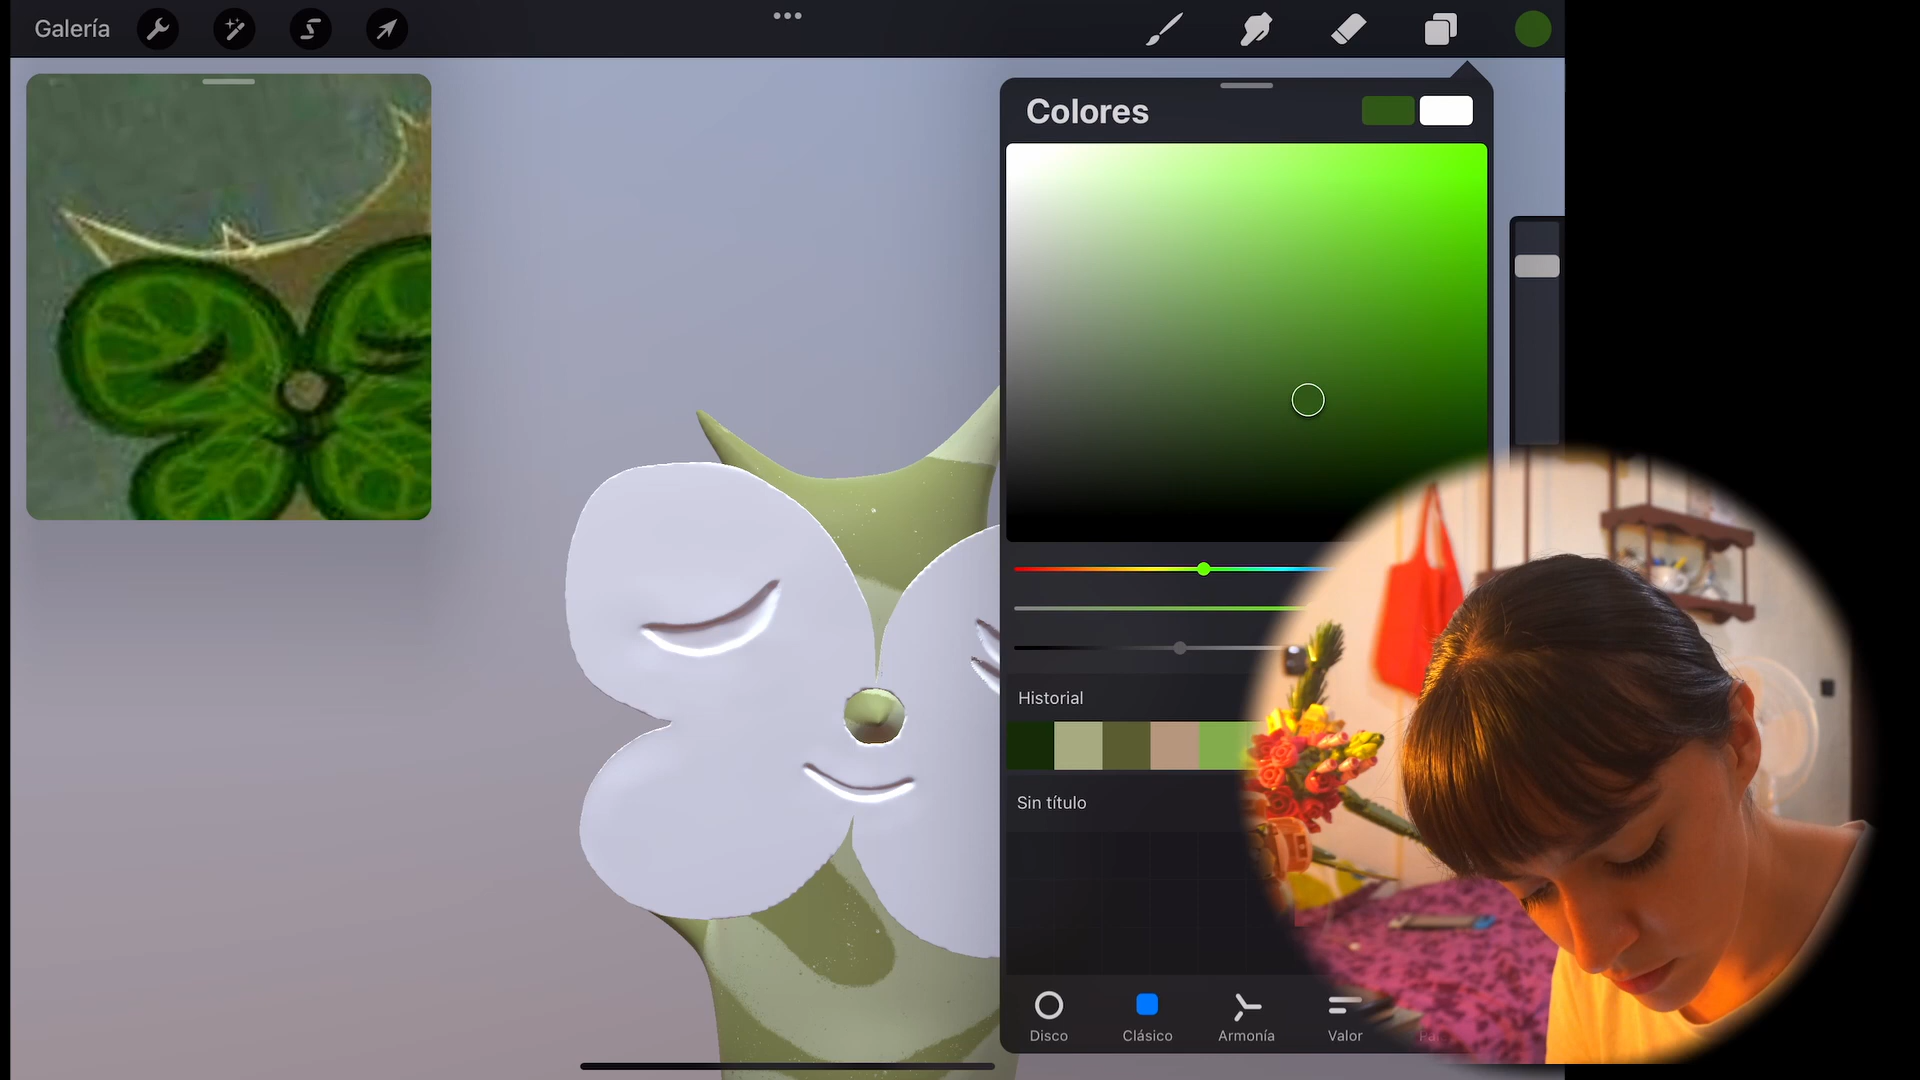 Galería
Colores
Historial
Sin título
Disco
Clásico
Armonía
Valor